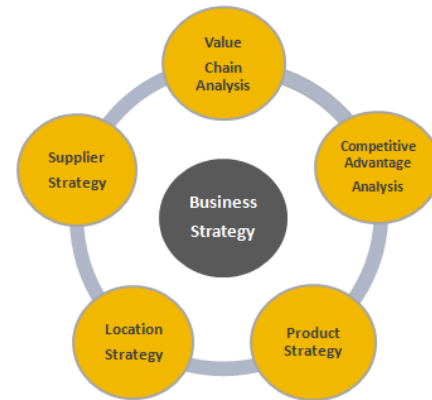 Value
Chain
Analysis
Competitive
Advantage
Analysis
Product
Strategy
Location
Strategy
Supplier
Strategy
Business
Strategy